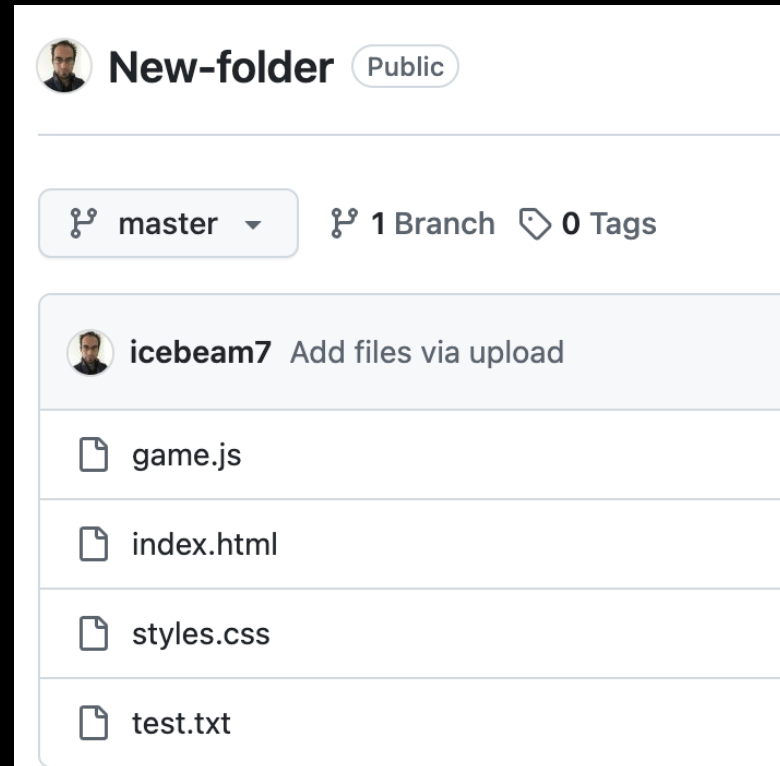 New-folder Public
master 1 Branch 0 Tags
icebeam7 Add files via upload
game.js
index.html
styles.css
test.txt